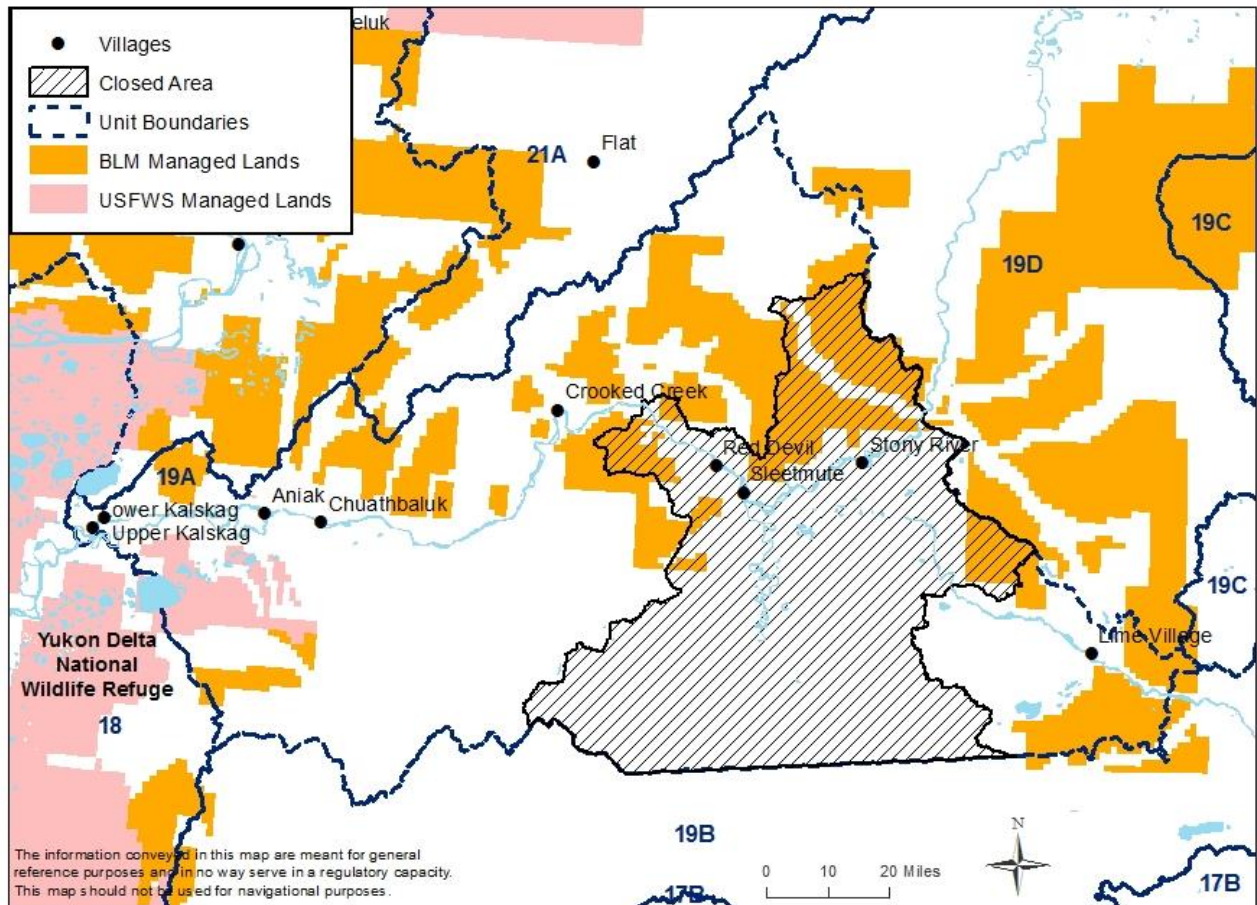 eluk
Villages
Closed Area
Unit Boundaries
BLM Managed Lands
USFWS Managed Lands
21A
Flat
19C
19D
Crooked Creek
Red Devil
Stony River
Sleetmute
19A
Aniak
Chuathbaluk
ower Kalskag
Upper Kalskag
19C
Lime Village
Yukon Delta
National
Wildlife Refuge
18
19B
N
0 10 20 Miles
17B
17B
The information conveyed in this map are meant for general
reference purposes and in no way serve in a regulatory capacity.
This map should not be used for navigational purposes.